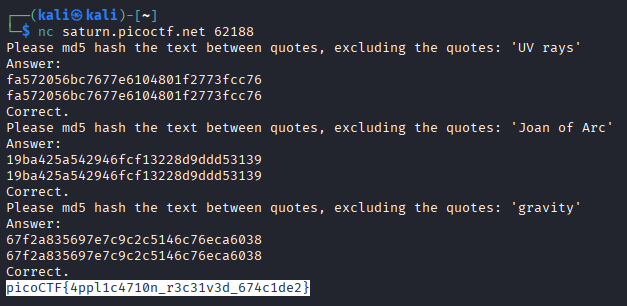 ┌──(kali㉿kali)-[~]
└─$ nc saturn.picoctf.net 62188
Please md5 hash the text between quotes, excluding the quotes: 'UV rays'
Answer:
fa572056bc7677e6104801f2773fcc76
fa572056bc7677e6104801f2773fcc76
Correct.
Please md5 hash the text between quotes, excluding the quotes: 'Joan of Arc'
Answer:
19ba425a542946fcf13228d9ddd53139
19ba425a542946fcf13228d9ddd53139
Correct.
Please md5 hash the text between quotes, excluding the quotes: 'gravity'
Answer:
67f2a835697e7c9c2c5146c76eca6038
67f2a835697e7c9c2c5146c76eca6038
Correct.
picoCTF{4ppl1c4710n_r3c31v3d_674c1de2}